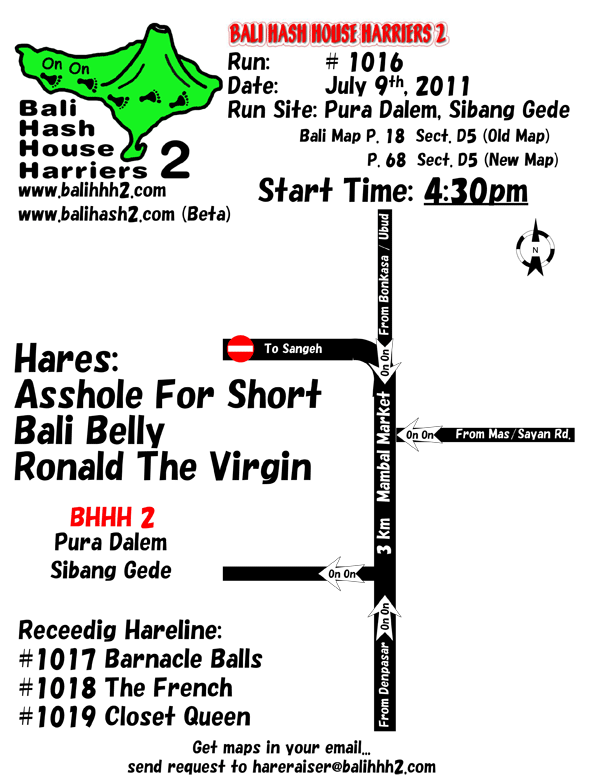 On On
Bali
Hash
House
Harriers 2
www.balihhh2.com
www.balihash2.com (Beta)
BALI HASH HOUSE HARRIERS 2
Run: # 1016
Date: July 9th, 2011
Run Site: Pura Dalem, Sibang Gede
Bali Map P. 18 Sect. D5 (Old Map)
P. 68 Sect. D5 (New Map)
Start Time: 4:30pm
N
From Bonkasa / Ubud
On On
To Sangeh
Mambal Market
3 Km
On On
From Mas/Sayan Rd.
Hares:
Asshole For Short
Bali Belly
Ronald The Virgin
BHHH 2
Pura Dalem
Sibang Gede
On On
On On
From Denpasar
Receedig Hareline:
#1017 Barnacle Balls
#1018 The French
#1019 Closet Queen
Get maps in your email...
send request to hareraiser@balihhh2.com